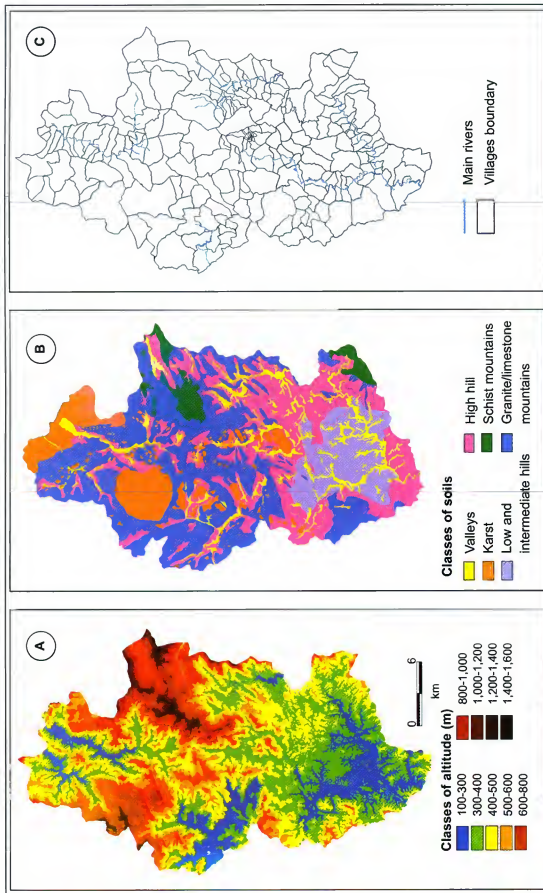 A
0 6
km
Classes of altitude (m)
100-300
300-400
400-500
500-600
600-800
800-1,000
1,000-1,200
1,200-1,400
1,400-1,600
B
Classes of soils
Valleys
Karst
Low and
intermediate hills
High hill
Schist mountains
Granite/limestone
mountains
C
Main rivers
Villages boundary